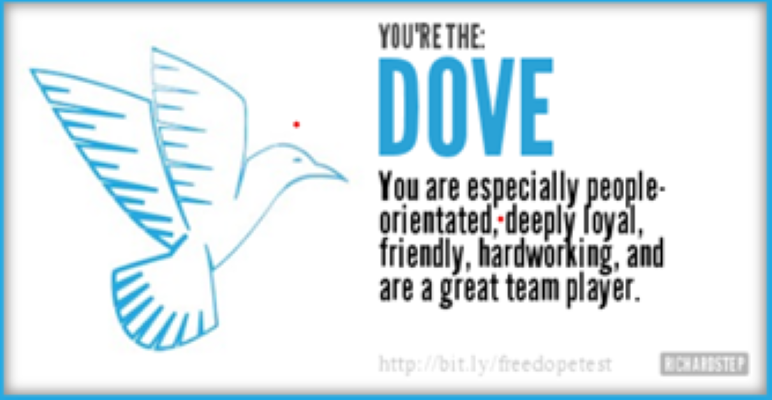 YOU'RE THE:
DOVE
You are especially people-
orientated, deeply loyal,
friendly, hardworking, and
are a great team player.
http://bit.ly/freedopetest
RICHARDSTEP